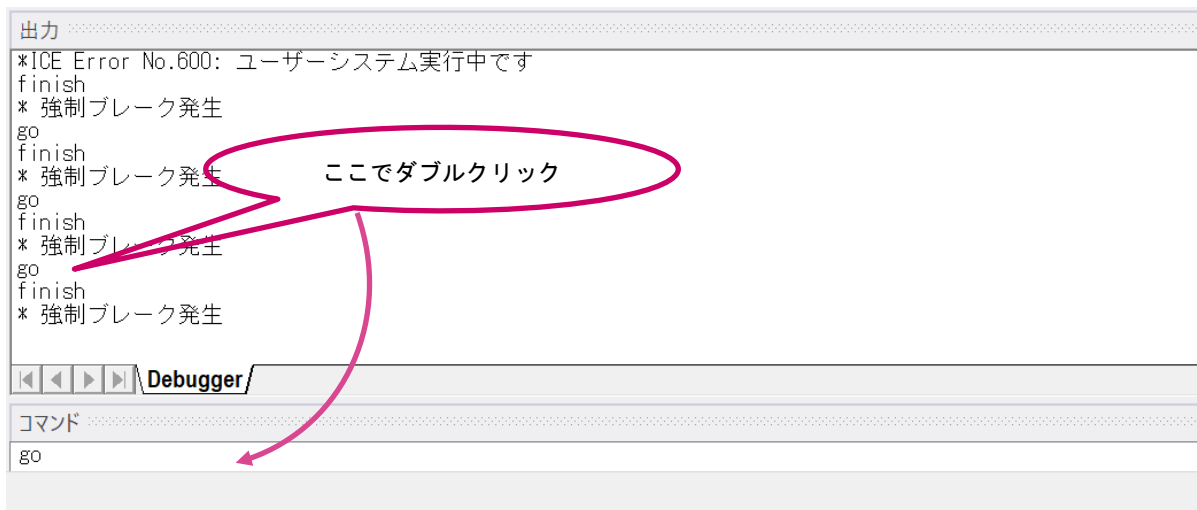 出力
*ICE Error No.600: ユーザーシステム実行中です
finish
* 強制ブレーク発生
go
finish
* 強制ブレーク発生
ここでダブルクリック
go
finish
* 強制ブレーク発生
go
finish
* 強制ブレーク発生
Debugger
コマンド
go